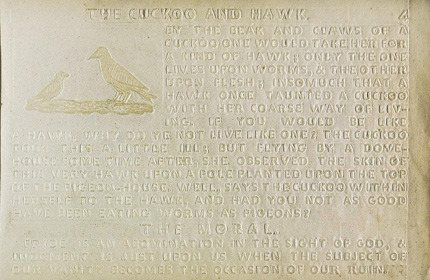 THE CUCKOO AND HAWK. 4
BY THE BEAK AND CLAWS OF A
CUCKOO ONE WOULD TAKE HER FOR
A KIND OF HAWK; ONLY THE ONE
LIVES UPON WORMS, & THE OTHER
UPON FLESH; INSOMUCH THAT A
HAWK ONCE TAUNTED A CUCKOO
WITH HER COARSE WAY OF LIV-
ING. IF YOU WOULD BE LIKE
A HAWK, WHY DO YE NOT LIVE LIKE ONE? THE CUCKOO
TOOK THIS A LITTLE ILL; BUT FLYING BY A DOVE-
HOUSE SOME TIME AFTER, SHE OBSERVED THE SKIN OF
THIS VERY HAWK UPON A POLE PLANTED UPON THE TOP
OF THE PIGEON-HOUSE. WELL, SAYS THE CUCKOO WITHIN
HERSELF TO THE HAWK, AND HAD YOU NOT AS GOOD
HAVE BEEN EATING WORMS AS PIGEONS?
THE MORAL.
PRIDE IS AN ABOMINATION IN THE SIGHT OF GOD, &
JUDGMENT IS JUST UPON US WHEN THE SUBJECT OF
OUR VANITY BECOMES THE OCCASION OF OUR RUIN.